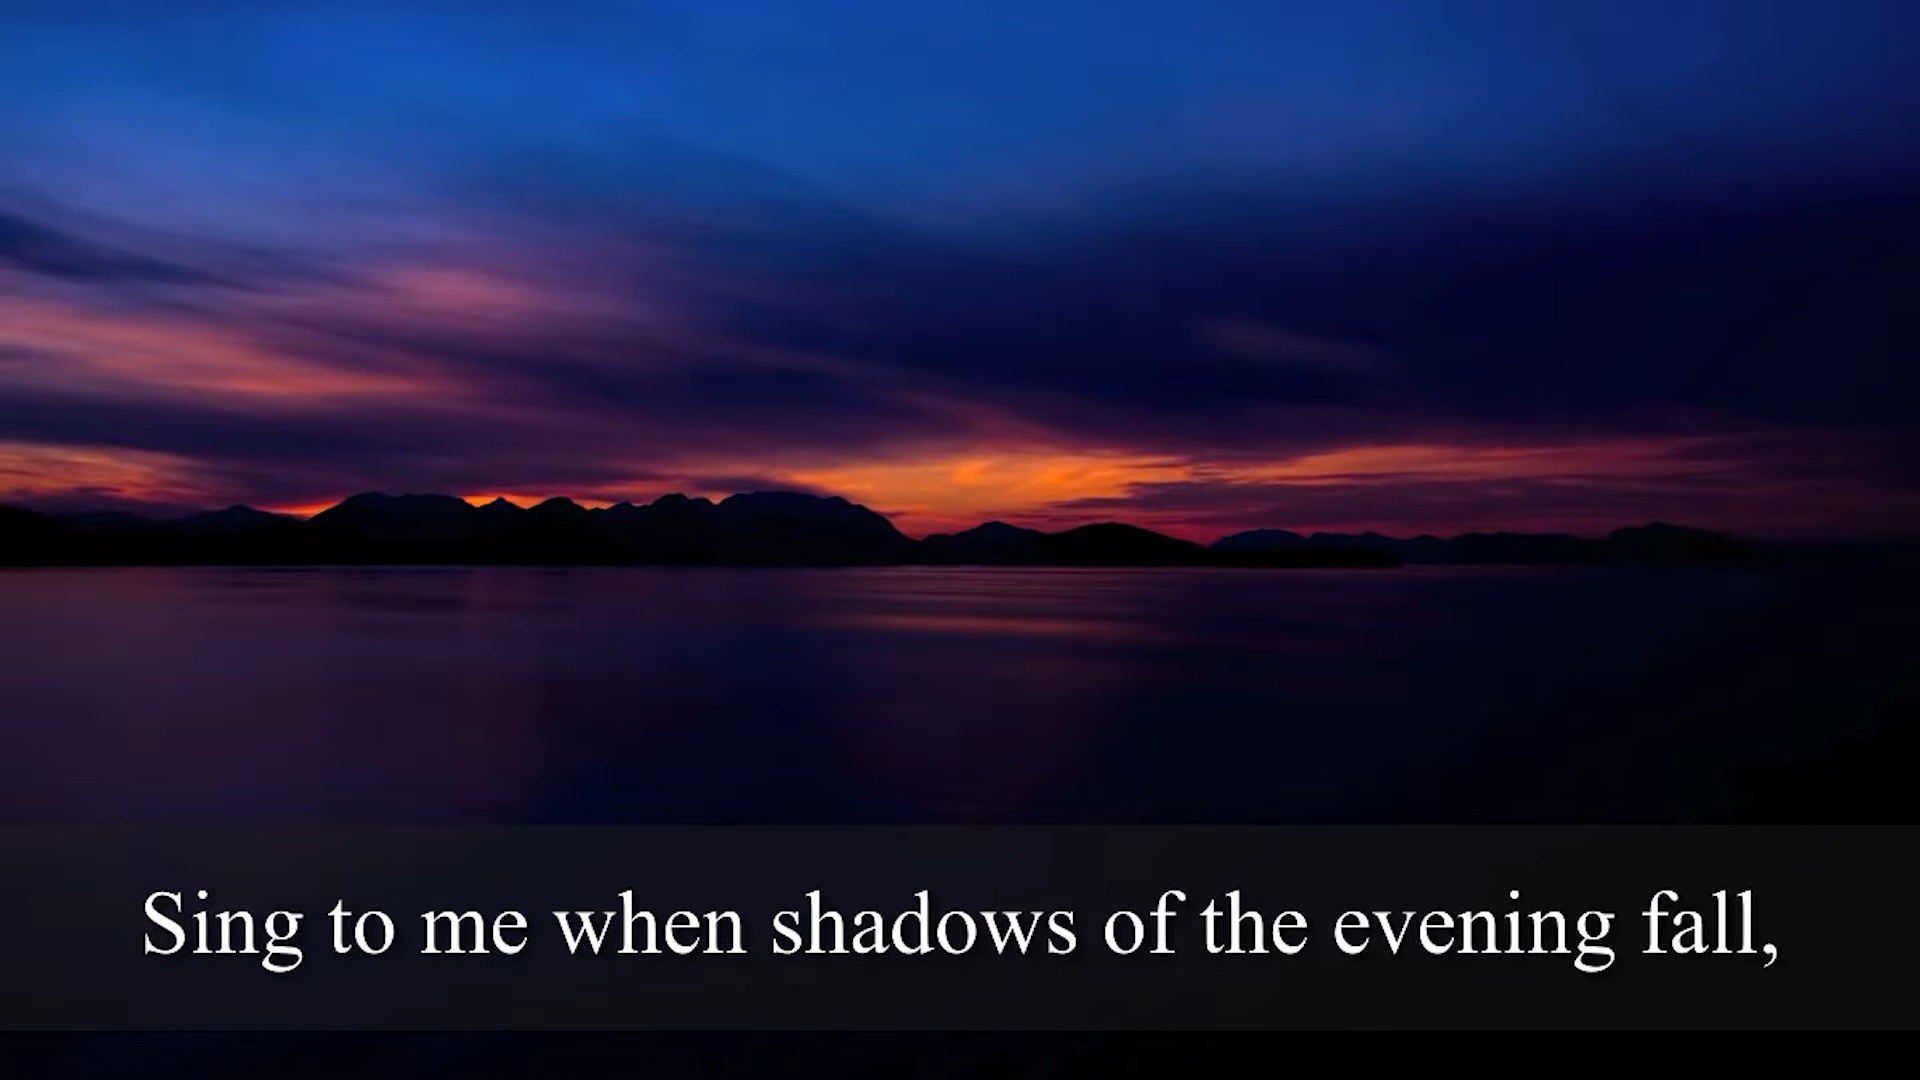 Sing to me when shadows of the evening fall,